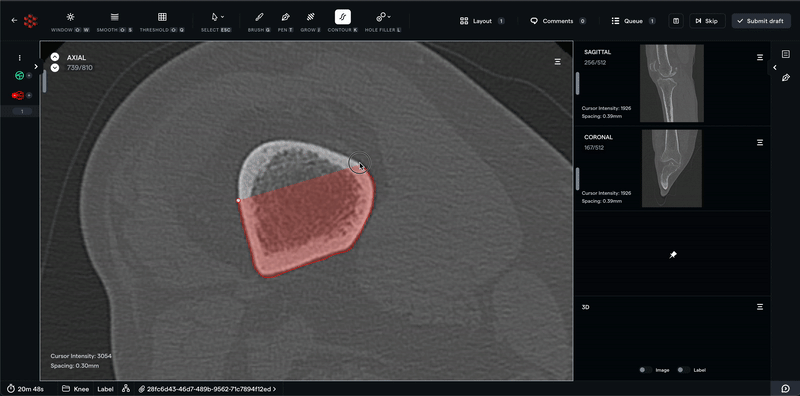 Layout 1
Comments 0
Queue 1
Skip
Submit draft
WINDOW W
SMOOTH S
THRESHOLD Q
SELECT ESC
BRUSH G
PEN T
GROW 2
CONTOUR K
HOLE FILLER L
AXIAL
739/810
1
Cursor Intensity: 3054
Spacing: 0.30mm
SAGITTAL
256/512
Cursor Intensity: 1926
Spacing: 0.39mm
CORONAL
167/512
Cursor Intensity: 1926
Spacing: 0.39mm
3D
Image
Label
20m 48s
Knee
Label
28fc6d43-46d7-489b-9562-71c7894f12ed